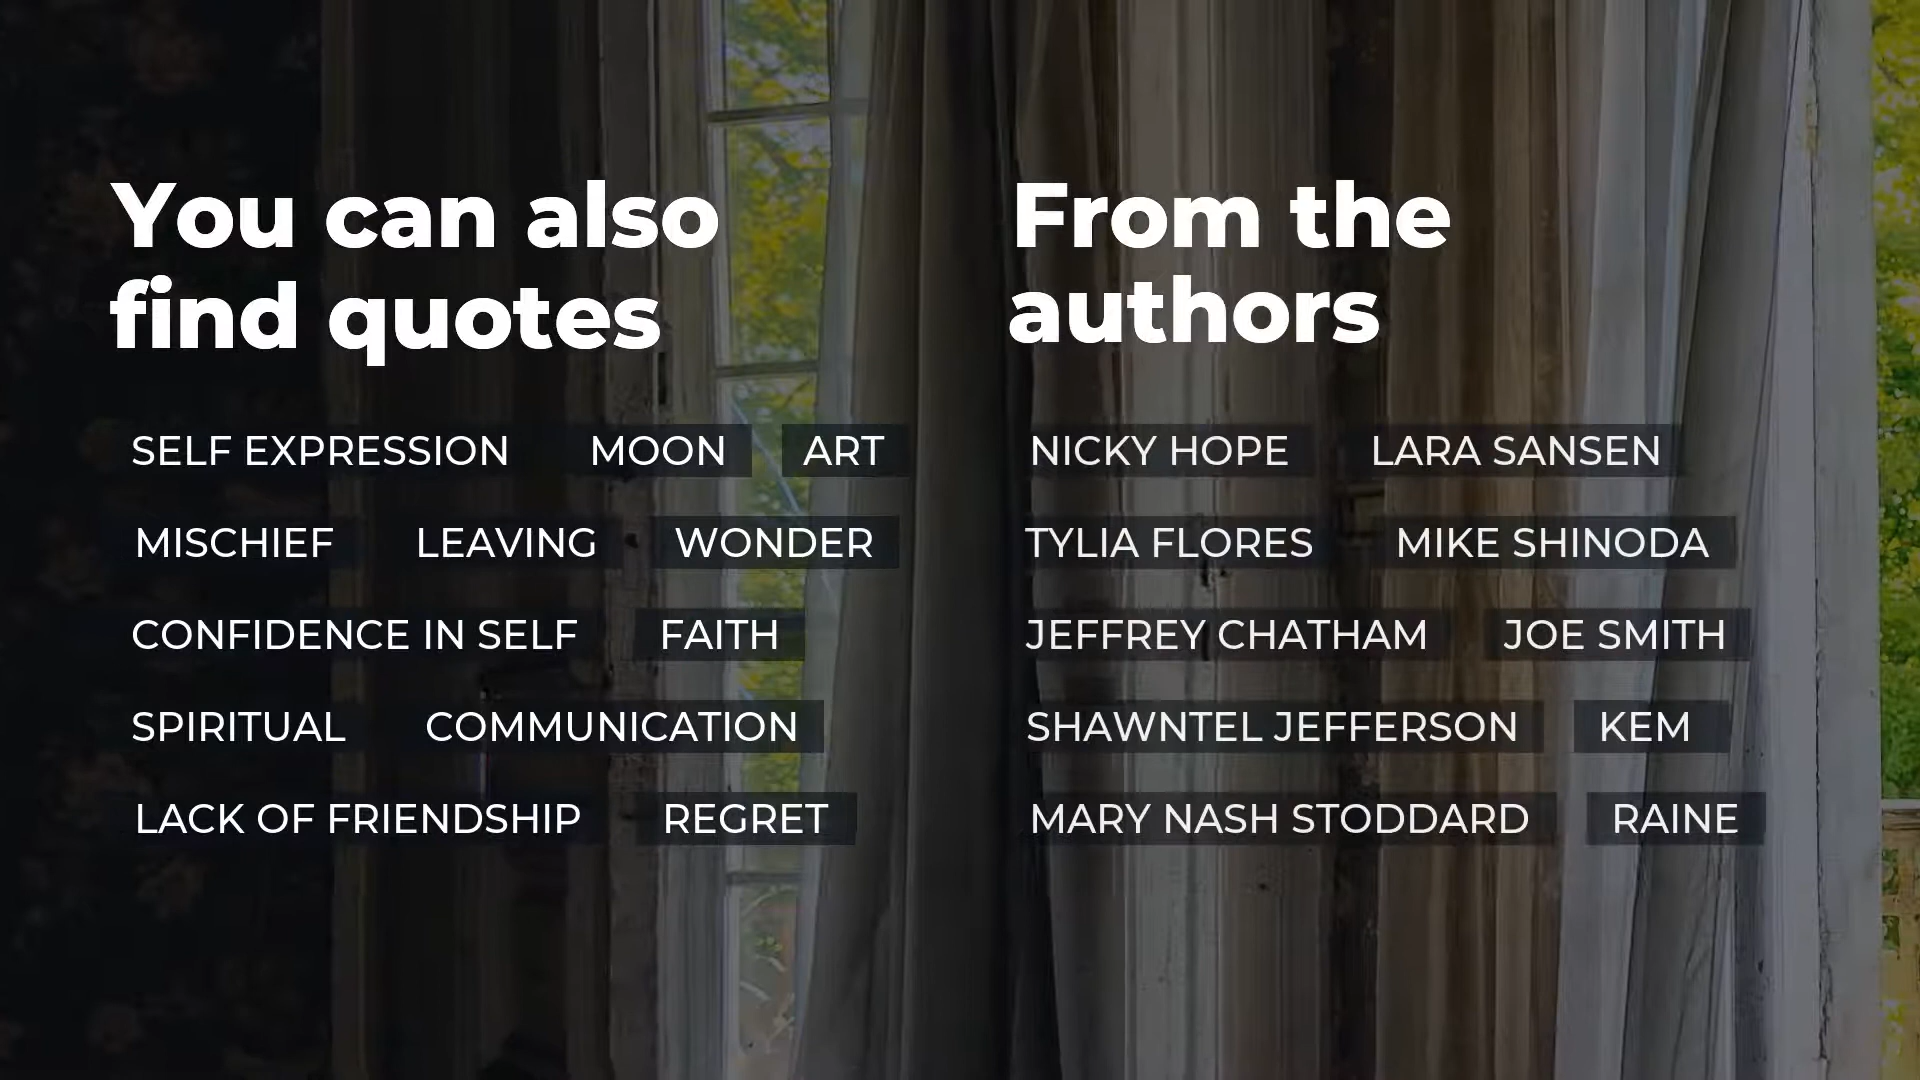 You can also
find quotes
SELF EXPRESSION MOON ART
MISCHIEF LEAVING WONDER
CONFIDENCE IN SELF FAITH
SPIRITUAL COMMUNICATION
LACK OF FRIENDSHIP REGRET
From the
authors
NICKY HOPE LARA SANSEN
TYLIA FLORES MIKE SHINODA
JEFFREY CHATHAM JOE SMITH
SHAWNTEL JEFFERSON KEM
MARY NASH STODDARD RAINE